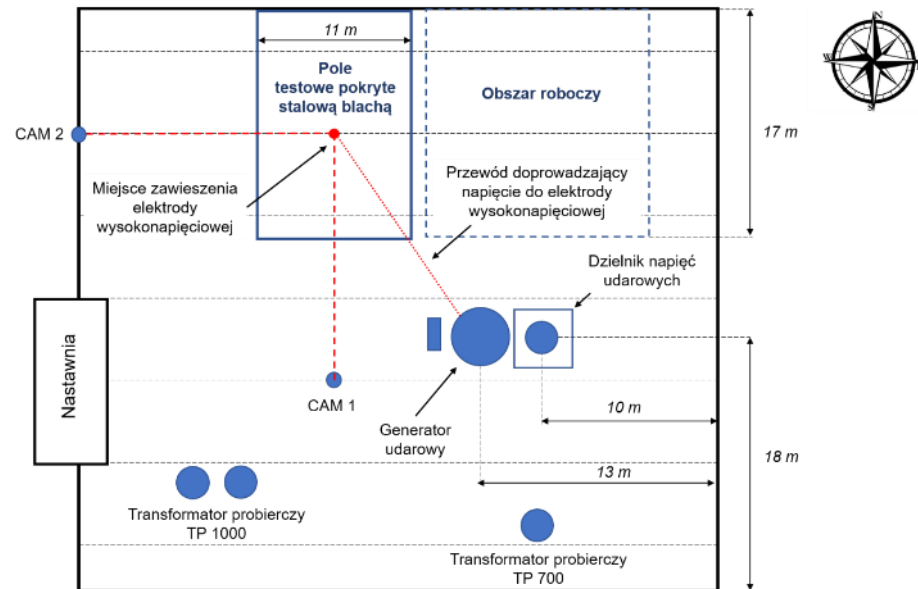 11 m
Pole
testowe pokryte
stalową blachą
Obszar roboczy
N
W
S
17 m
CAM 2
Miejsce zawieszenia
elektrody
wysokonapięciowej
Przewód doprowadzający
napięcie do elektrody
wysokonapięciowej
Dzielnik napięć
udarowych
Nastawnia
CAM 1
Generator
udarowy
10 m
13 m
18 m
Transformator probierczy
TP 1000
Transformator probierczy
TP 700